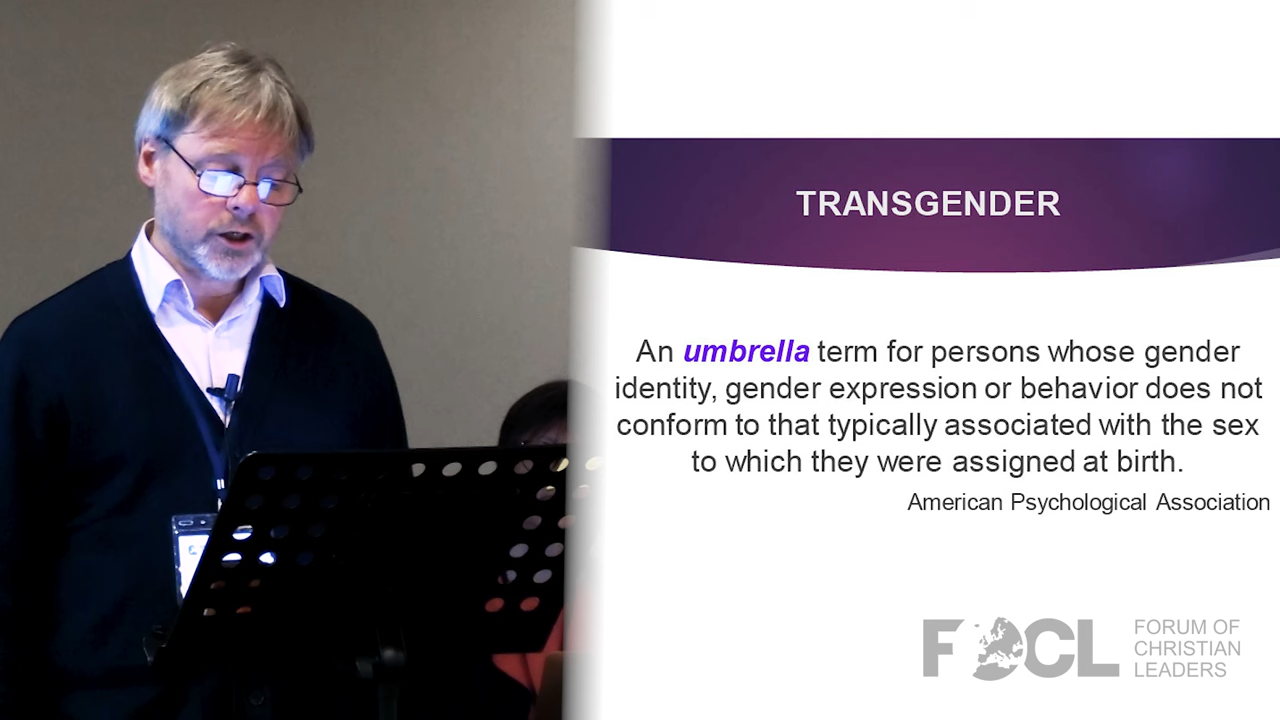 TRANSGENDER
An umbrella term for persons whose gender
identity, gender expression or behavior does not
conform to that typically associated with the sex
to which they were assigned at birth.
American Psychological Association
FOCL
FORUM OF
CHRISTIAN
LEADERS